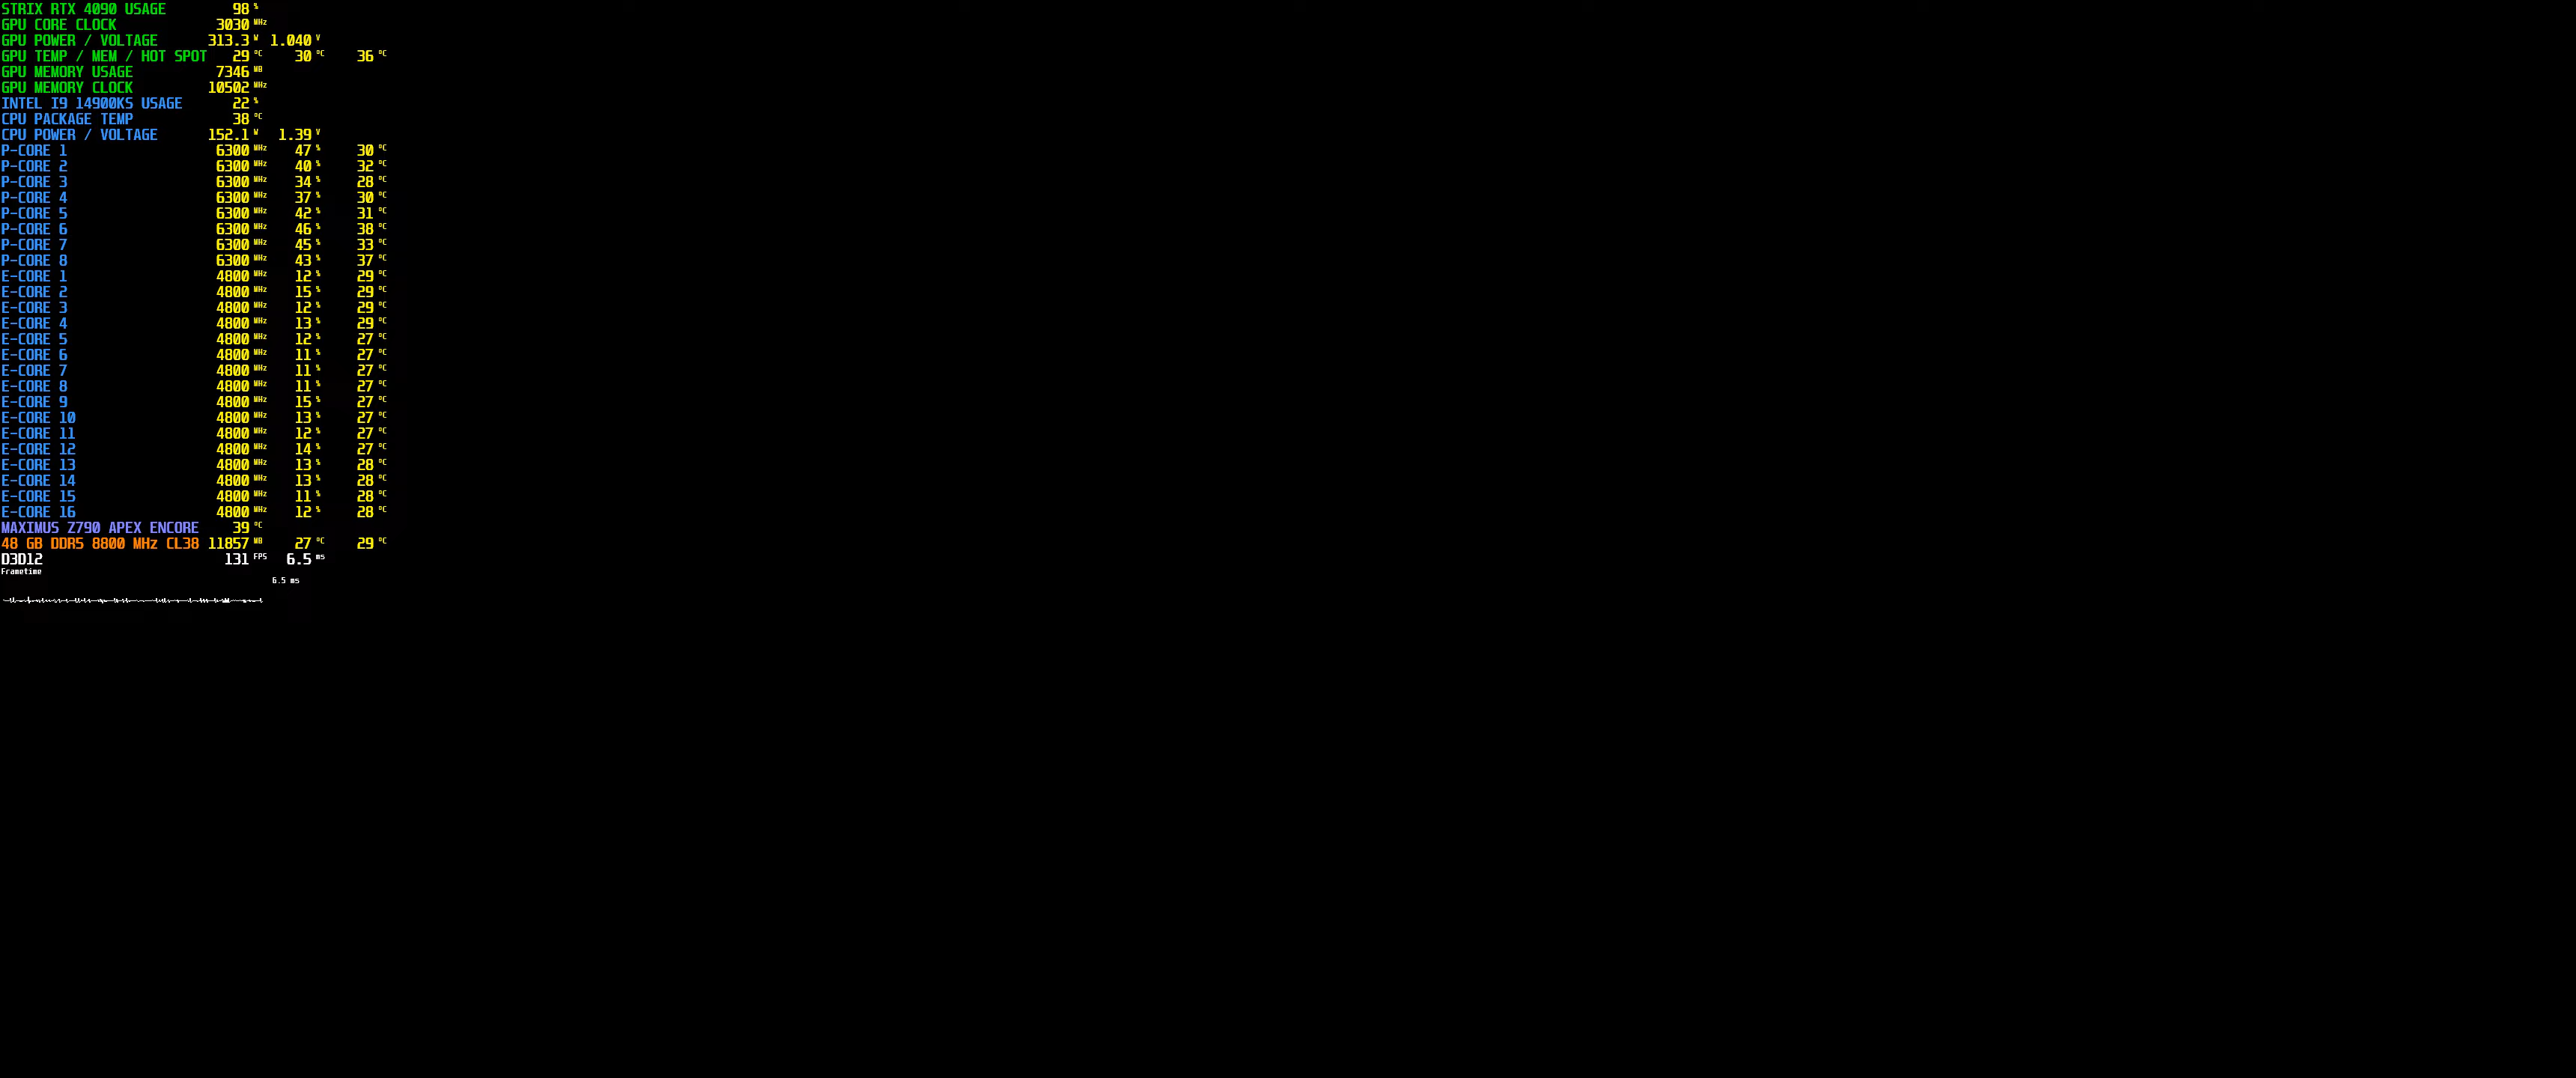 STRIX RTX 4090 USAGE 98 %
GPU CORE CLOCK 3030 MHz
GPU POWER / VOLTAGE 313.3 W 1.040 V
GPU TEMP / MEM / HOT SPOT 29 °C 30 °C 36 °C
GPU MEMORY USAGE 7346 MB
GPU MEMORY CLOCK 10502 MHz
INTEL I9 14900KS USAGE 22 %
CPU PACKAGE TEMP 38 °C
CPU POWER / VOLTAGE 152.1 W 1.39 V
P-CORE 1 6300 MHz 47 % 30 °C
P-CORE 2 6300 MHz 40 % 32 °C
P-CORE 3 6300 MHz 34 % 28 °C
P-CORE 4 6300 MHz 37 % 30 °C
P-CORE 5 6300 MHz 42 % 31 °C
P-CORE 6 6300 MHz 46 % 38 °C
P-CORE 7 6300 MHz 45 % 33 °C
P-CORE 8 6300 MHz 43 % 37 °C
E-CORE 1 4800 MHz 12 % 29 °C
E-CORE 2 4800 MHz 15 % 29 °C
E-CORE 3 4800 MHz 12 % 29 °C
E-CORE 4 4800 MHz 13 % 29 °C
E-CORE 5 4800 MHz 12 % 27 °C
E-CORE 6 4800 MHz 11 % 27 °C
E-CORE 7 4800 MHz 11 % 27 °C
E-CORE 8 4800 MHz 11 % 27 °C
E-CORE 9 4800 MHz 15 % 27 °C
E-CORE 10 4800 MHz 13 % 27 °C
E-CORE 11 4800 MHz 12 % 27 °C
E-CORE 12 4800 MHz 14 % 27 °C
E-CORE 13 4800 MHz 13 % 28 °C
E-CORE 14 4800 MHz 13 % 28 °C
E-CORE 15 4800 MHz 11 % 28 °C
E-CORE 16 4800 MHz 12 % 28 °C
MAXIMUS Z790 APEX ENCORE 39 °C
48 GB DDR5 8800 MHz CL38 11857 MB 27 °C 29 °C
D3D12 131 FPS 6.5 ms
Frametime
6.5 ms